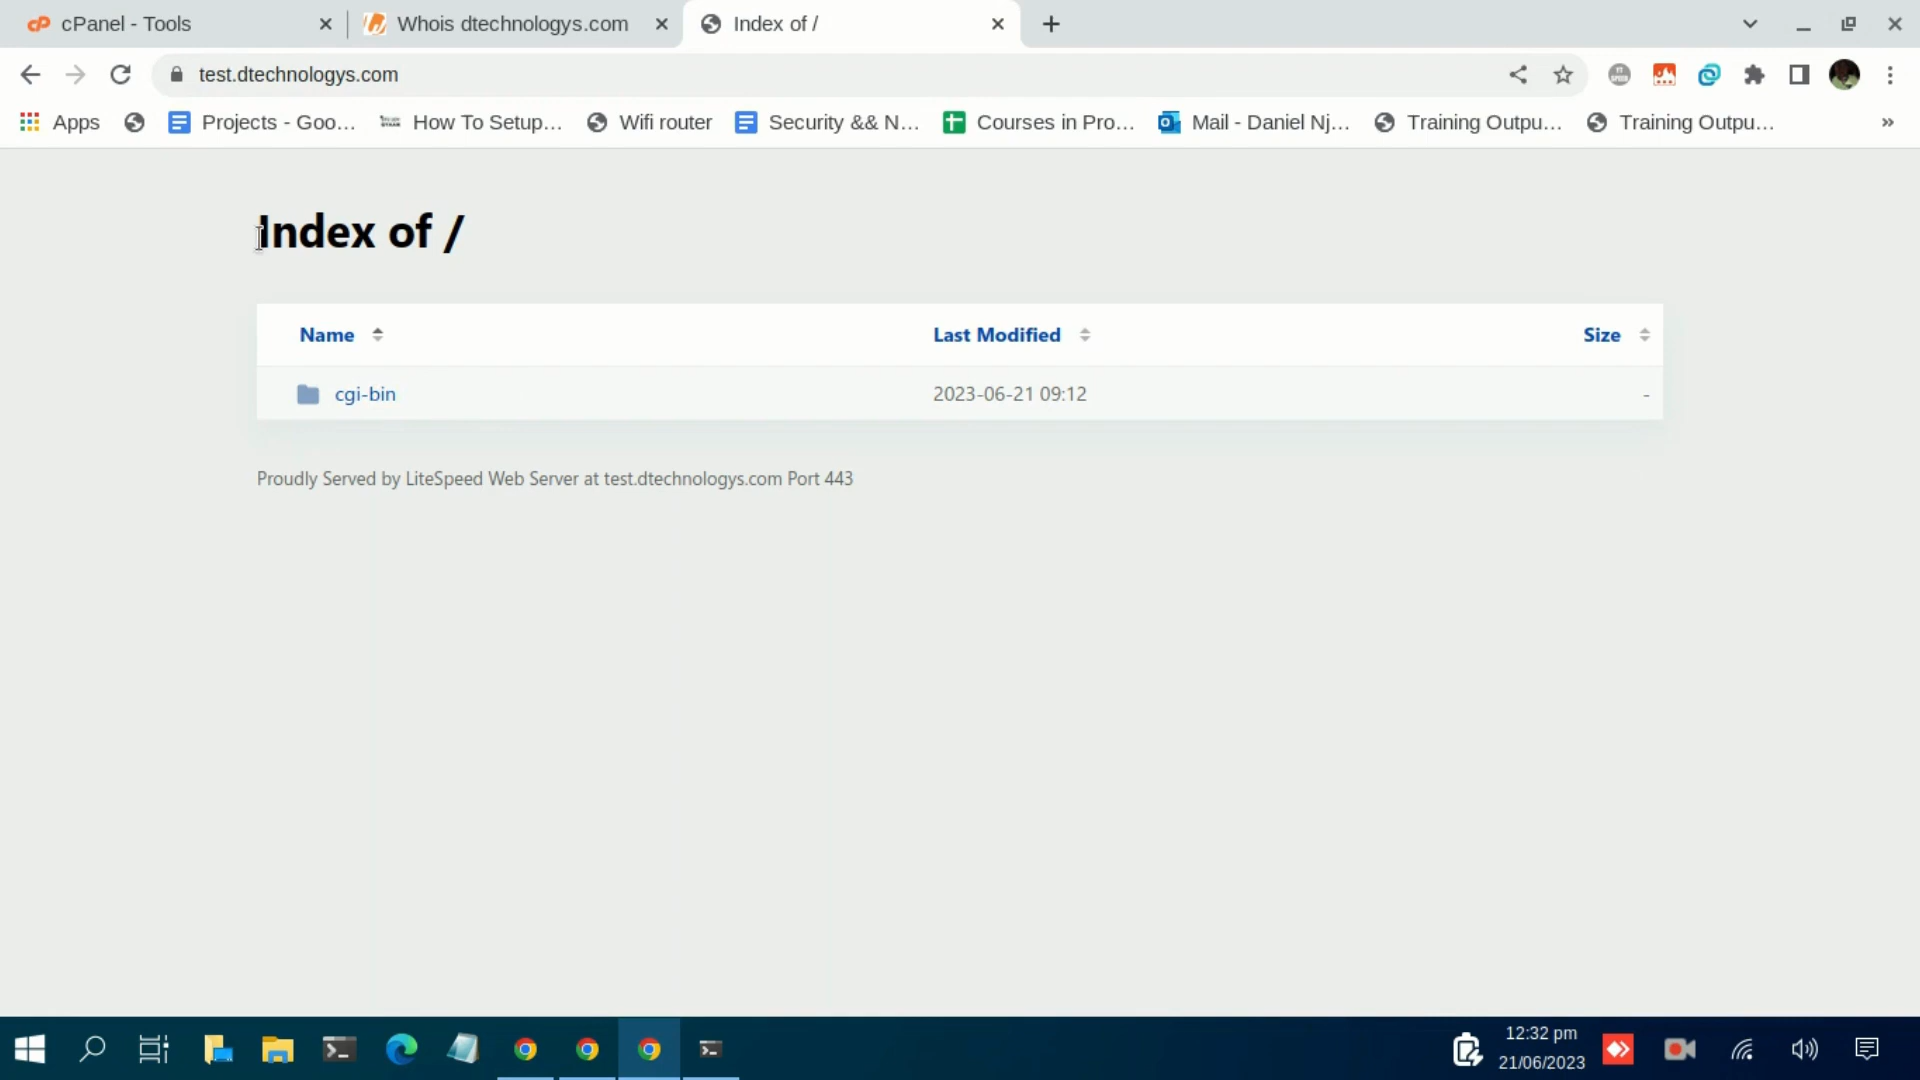 cPanel - Tools
Whois dtechnologys.com
Index of /
test.dtechnologys.com
Apps
Projects - Goo...
How To Setup,...
Wifi router
Security && N...
Courses in Pro...
Mail - Daniel Nj...
Training Outpu...
Training Outpu...
»
Index of /
Name Last Modified Size
cgi-bin 2023-06-21 09:12 -
Proudly Served by LiteSpeed Web Server at test.dtechnologys.com Port 443
12:32 pm
21/06/2023